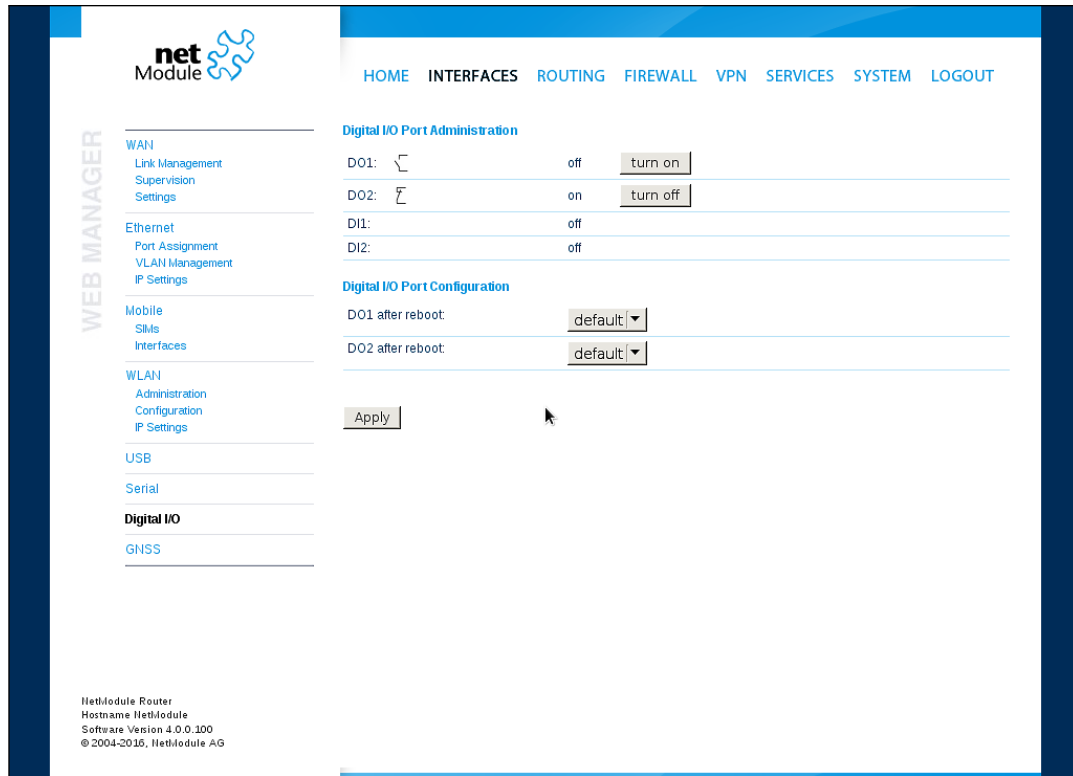 net
Module
HOME INTERFACES ROUTING FIREWALL VPN SERVICES SYSTEM LOGOUT
WEB MANAGER
WAN
Link Management
Supervision
Settings
Ethernet
Port Assignment
VLAN Management
IP Settings
Mobile
SIMs
Interfaces
WLAN
Administration
Configuration
IP Settings
USB
Serial
Digital I/O
GNSS
Digital I/O Port Administration
DO1: off turn on
DO2: on turn off
DI1: off
DI2: off
Digital I/O Port Configuration
DO1 after reboot: default
DO2 after reboot: default
Apply
NetModule Router
Hostname NetModule
Software Version 4.0.0.100
© 2004-2016, NetModule AG